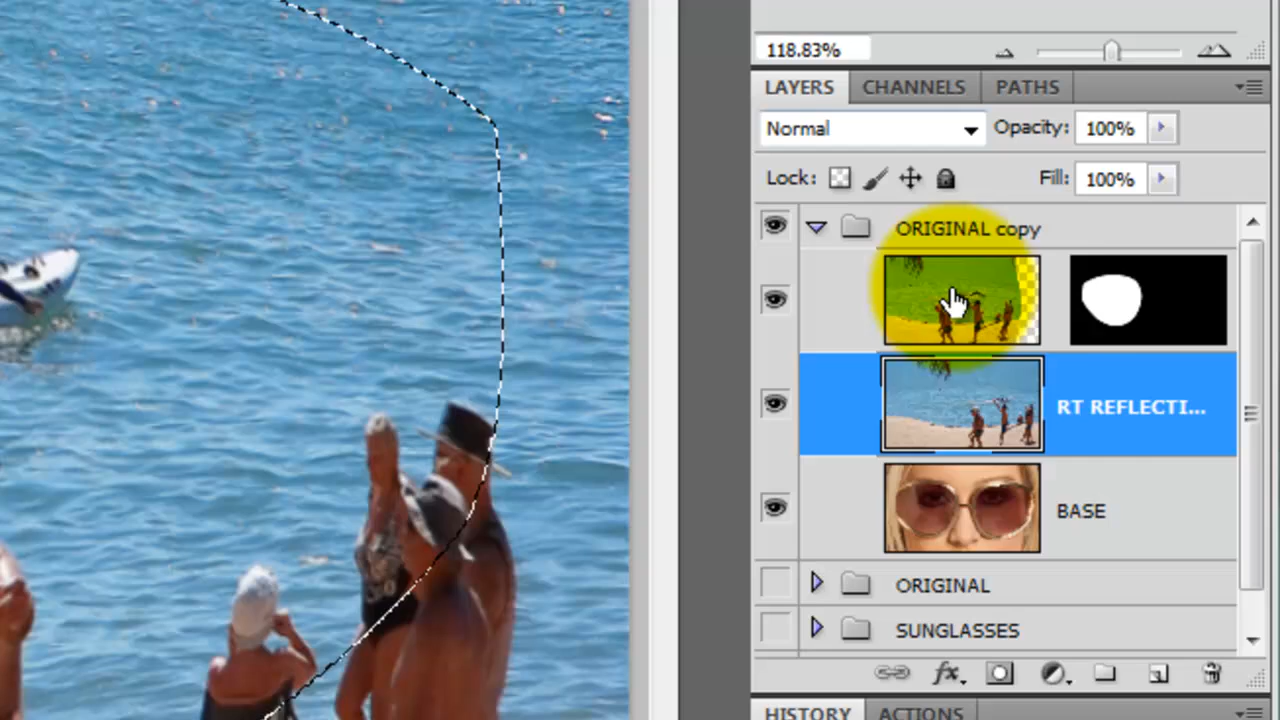 118.83%
LAYERS CHANNELS PATHS
Normal Opacity: 100%
Lock: Fill: 100%
ORIGINAL copy
RT REFLECTI...
BASE
ORIGINAL
SUNGLASSES
fx
HISTORY ACTIONS